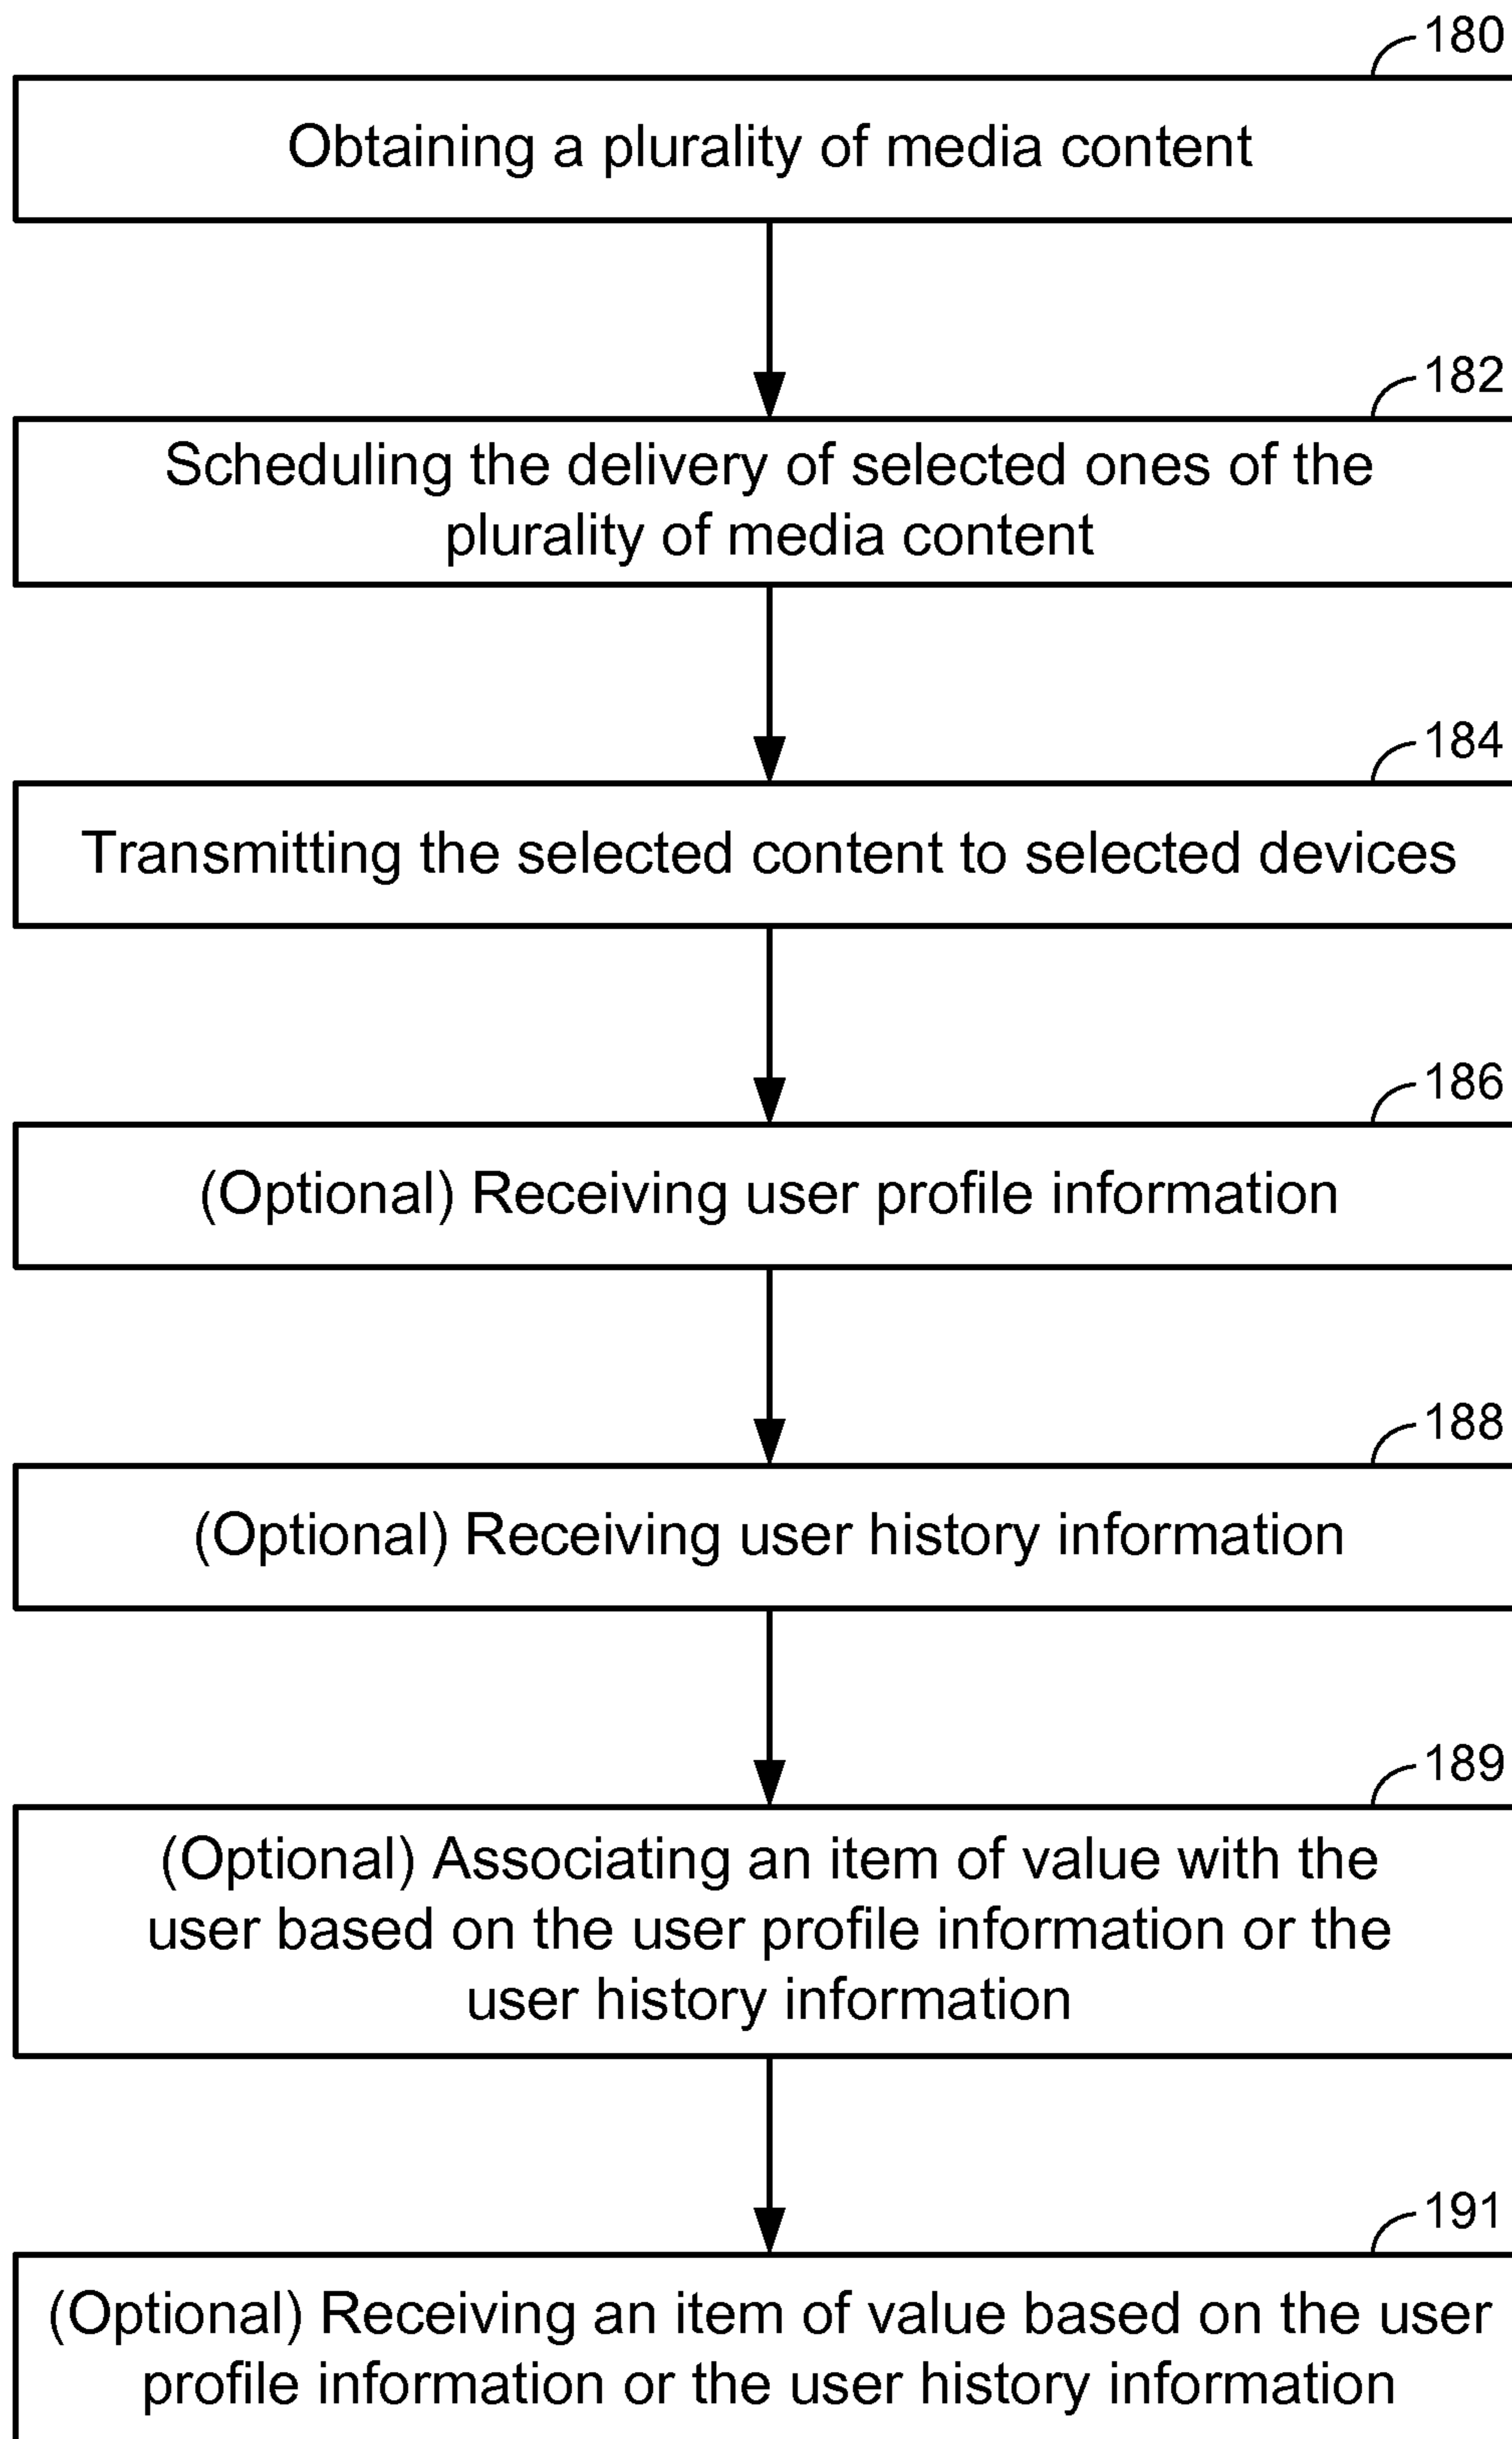 180
Obtaining a plurality of media content
182
Scheduling the delivery of selected ones of the
plurality of media content
184
Transmitting the selected content to selected devices
186
(Optional) Receiving user profile information
188
(Optional) Receiving user history information
189
(Optional) Associating an item of value with the
user based on the user profile information or the
user history information
191
(Optional) Receiving an item of value based on the user
profile information or the user history information